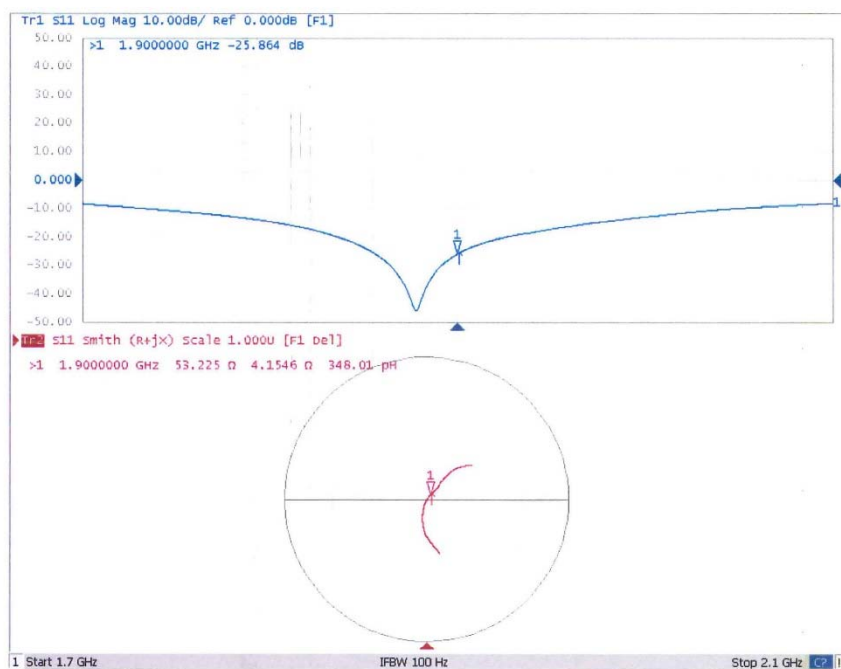 Tr1 S11 Log Mag 10.00dB/ Ref 0.000dB [F1]
50.00
>1 1.9000000 GHz -25.864 dB
40.00
30.00
20.00
10.00
0.000
-10.00
1
-20.00
1
-30.00
-40.00
-50.00
Tr2 S11 Smith (R+jX) Scale 1.000U [F1 Del]
>1 1.9000000 GHz 53.225 Ω 4.1546 Ω 348.01 pH
1
1 Start 1.7 GHz IFBW 100 Hz Stop 2.1 GHz C?